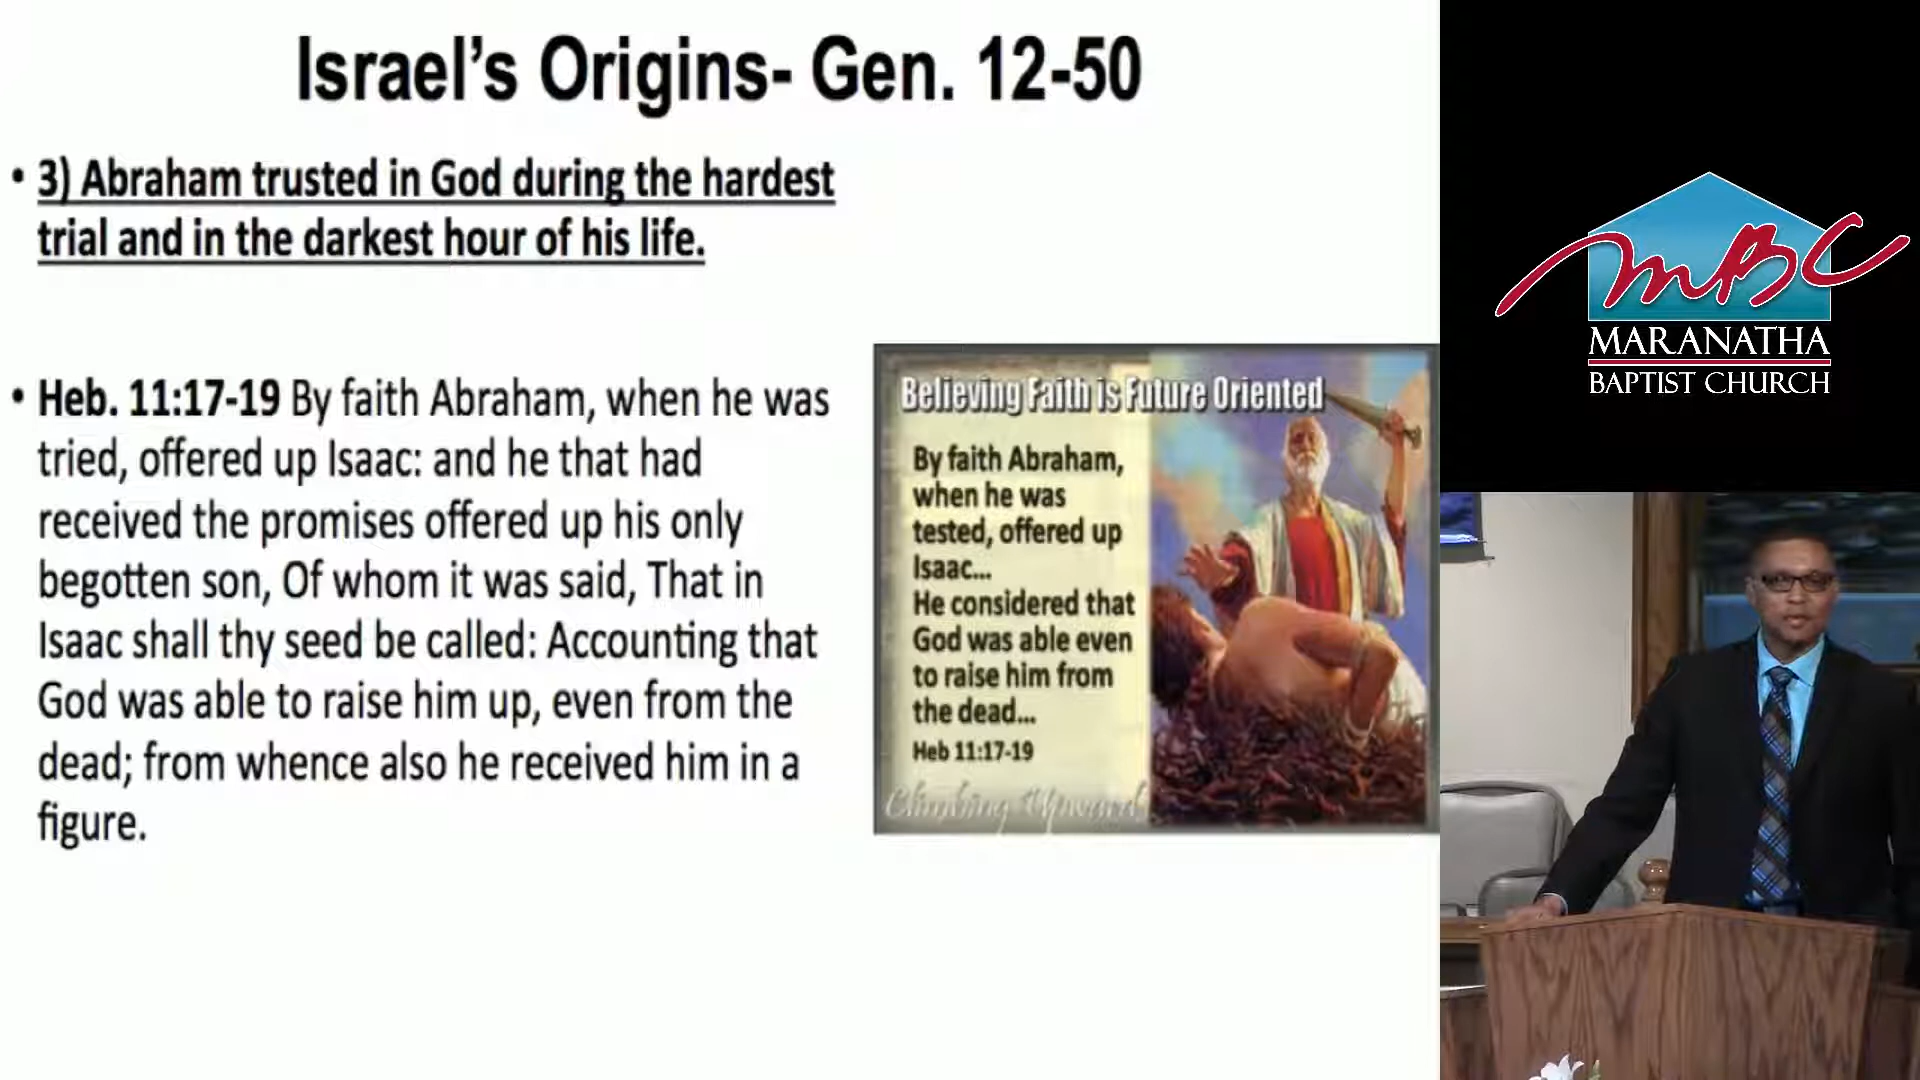 Israel's Origins- Gen. 12-50
• 3) Abraham trusted in God during the hardest
trial and in the darkest hour of his life.
• Heb. 11:17-19 By faith Abraham, when he was
tried, offered up Isaac: and he that had
received the promises offered up his only
begotten son, Of whom it was said, That in
Isaac shall thy seed be called: Accounting that
God was able to raise him up, even from the
dead; from whence also he received him in a
figure.
Believing Faith is Future Oriented
By faith Abraham,
when he was
tested, offered up
Isaac...
He considered that
God was able even
to raise him from
the dead...
Heb 11:17-19
Climbing Upward
MBC
MARANATHA
BAPTIST CHURCH